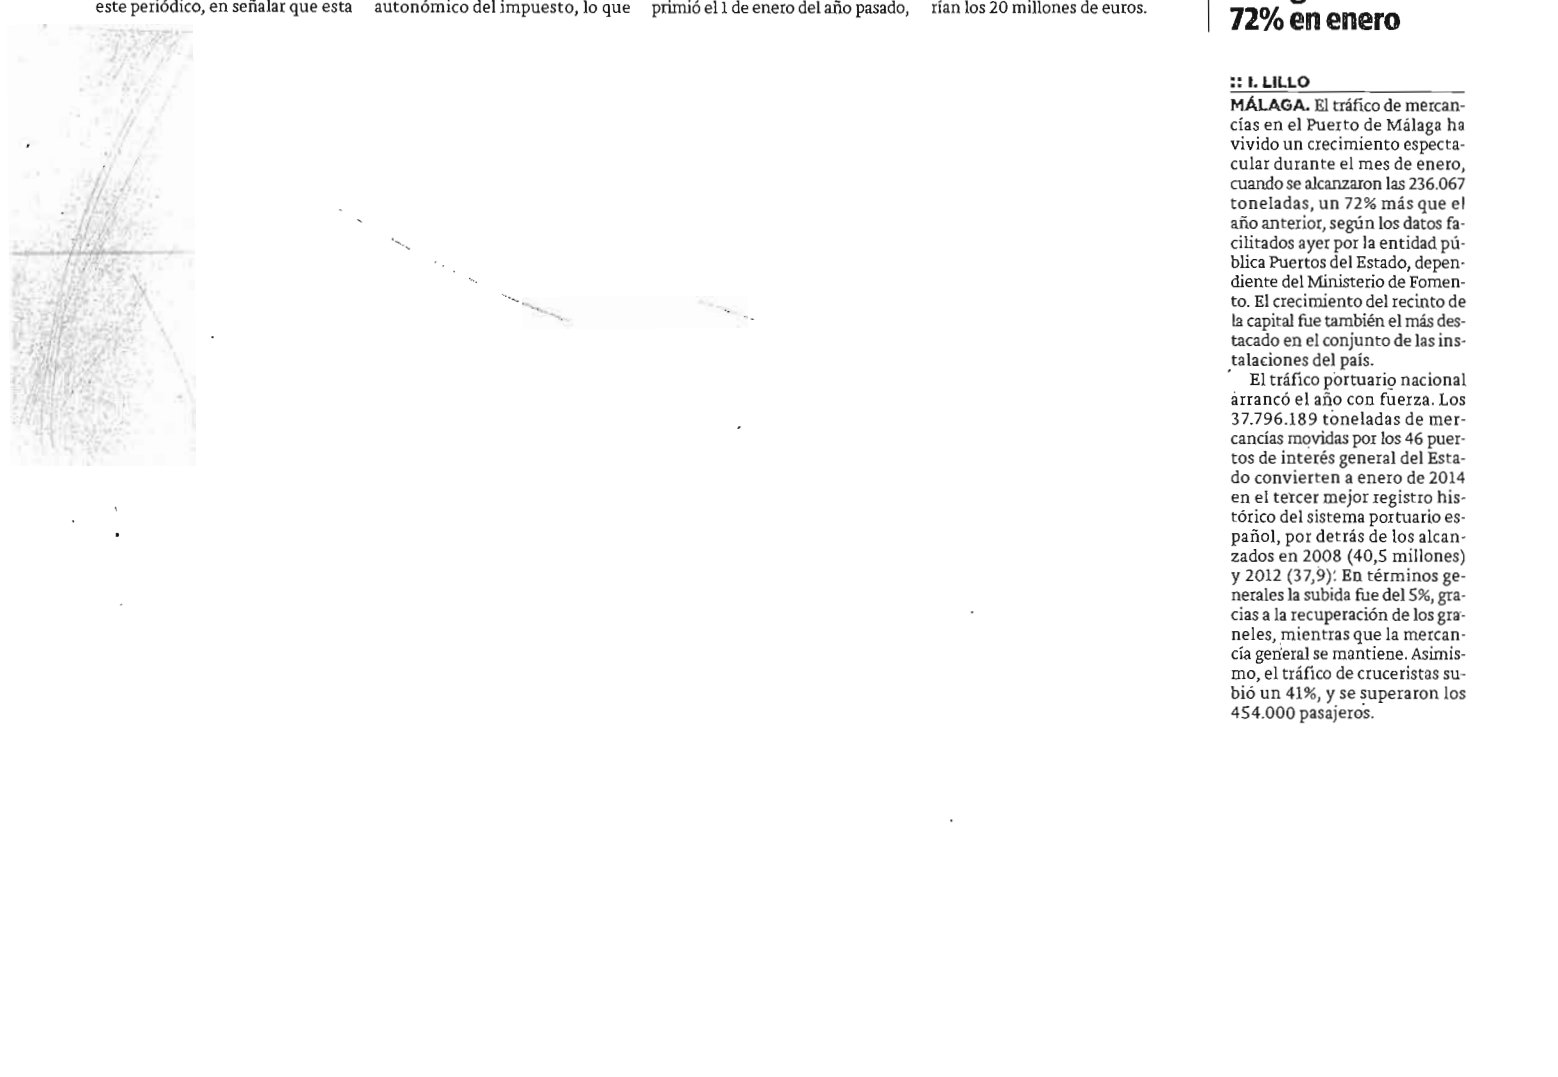 este periódico, en señalar que esta
autonómico del impuesto, lo que
primió el 1 de enero del año pasado,
rían los 20 millones de euros.
72% en enero
:: I. LILLO
MÁLAGA. El tráfico de mercan-
cías en el Puerto de Málaga ha
vivido un crecimiento especta-
cular durante el mes de enero,
cuando se alcanzaron las 236.067
toneladas, un 72% más que el
año anterior, según los datos fa-
cilitados ayer por la entidad pú-
blica Puertos del Estado, depen-
diente del Ministerio de Fomen-
to. El crecimiento del recinto de
la capital fue también el más des-
tacado en el conjunto de las ins-
talaciones del país.
El tráfico portuario nacional
arrancó el año con fuerza. Los
37.796.189 toneladas de mer-
cancías movidas por los 46 puer-
tos de interés general del Esta-
do convierten a enero de 2014
en el tercer mejor registro his-
tórico del sistema portuario es-
pañol, por detrás de los alcan-
zados en 2008 (40,5 millones)
y 2012 (37,9). En términos ge-
nerales la subida fue del 5%, gra-
cias a la recuperación de los gra-
neles, mientras que la mercan-
cía general se mantiene. Asimis-
mo, el tráfico de cruceristas su-
bió un 41%, y se superaron los
454.000 pasajeros.